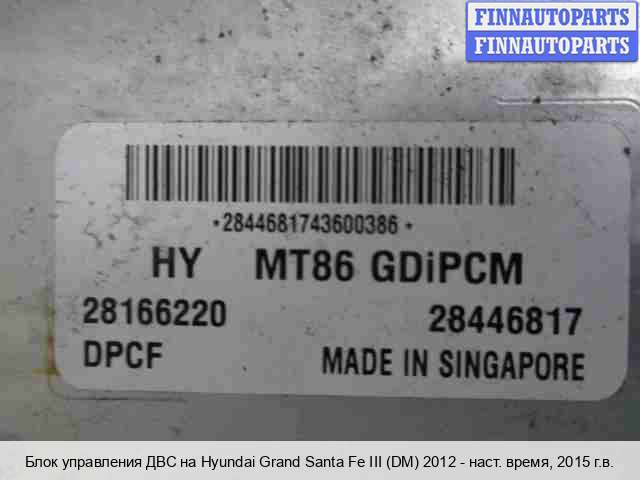 FINNAUTOPARTS
FINNAUTOPARTS
*2844681743600386*
HY MT86 GDiPCM
28166220 28446817
DPCF MADE IN SINGAPORE
Блок управления ДВС на Hyundai Grand Santa Fe III (DM) 2012 - наст. время, 2015 г.в.